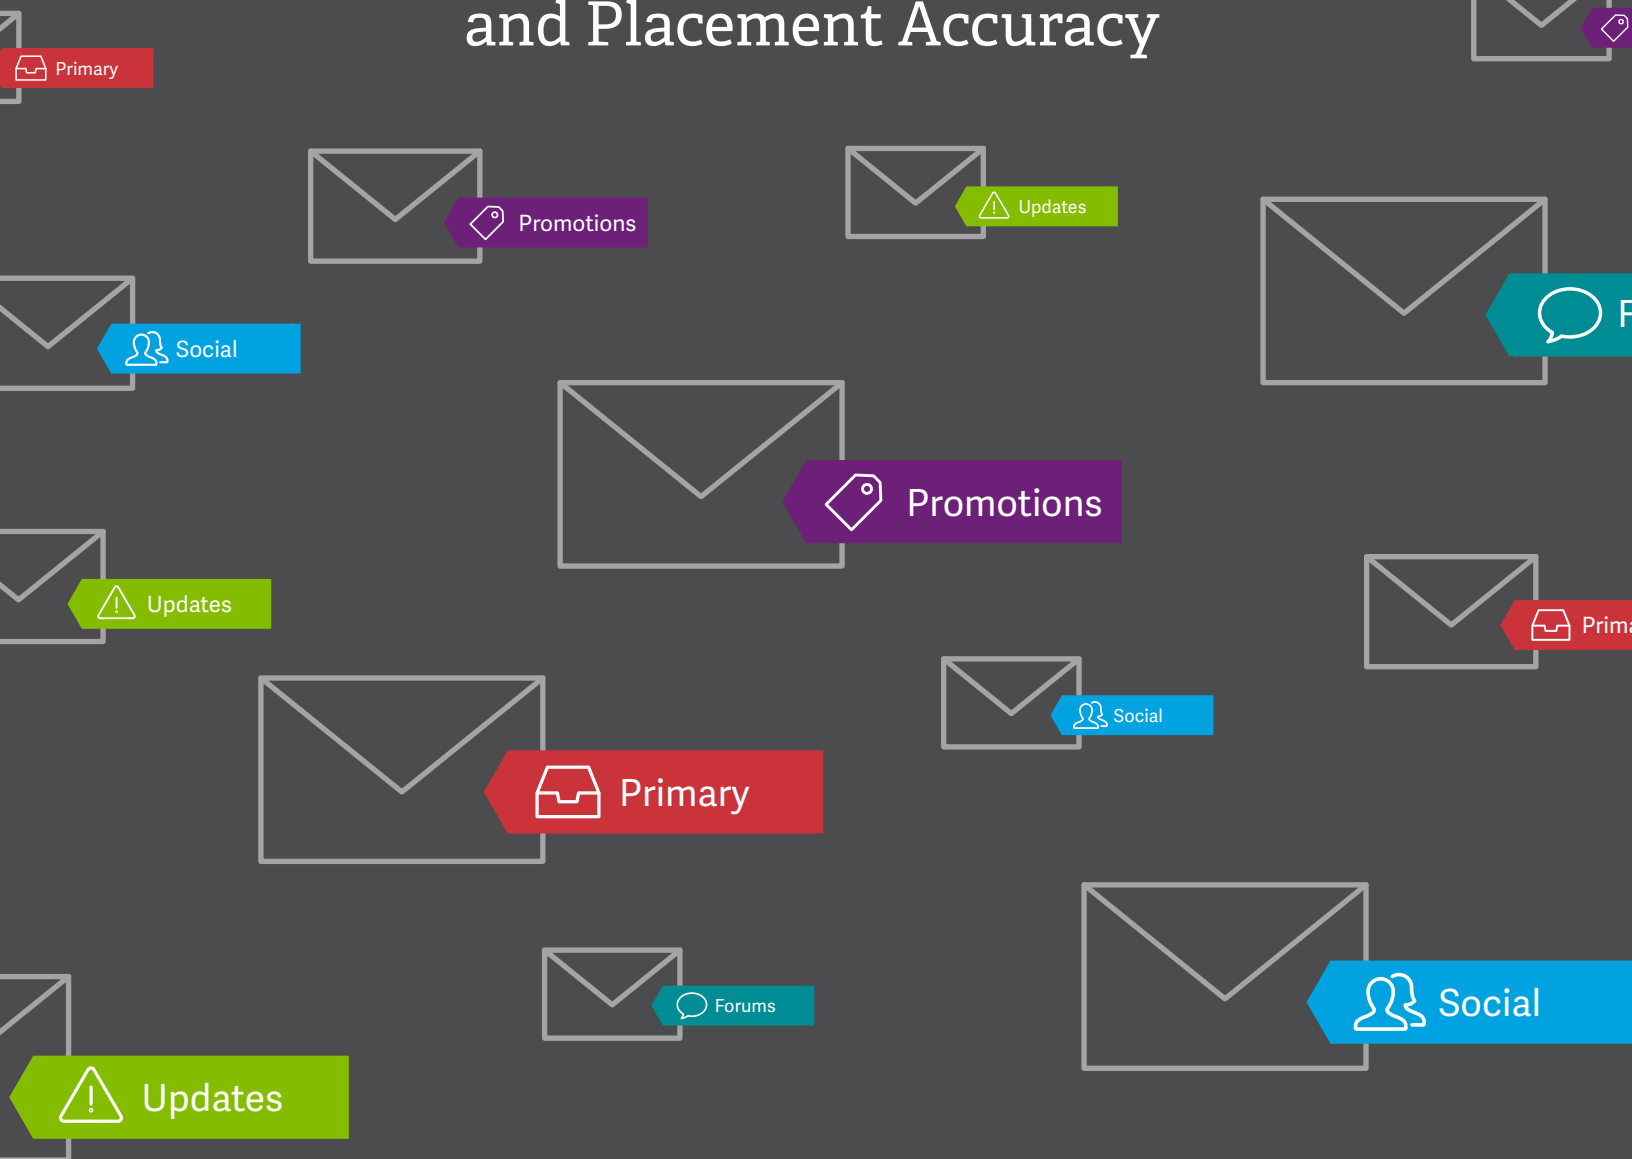 and Placement Accuracy
Primary
Promotions
Updates
Social
Promotions
Updates
Social
Primary
Social
Forums
Updates